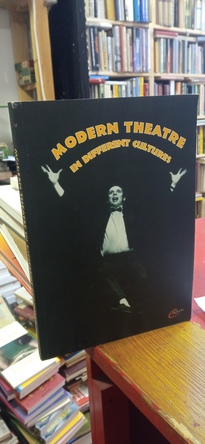 MODERN THEATRE
IN DIFFERENT CULTURES